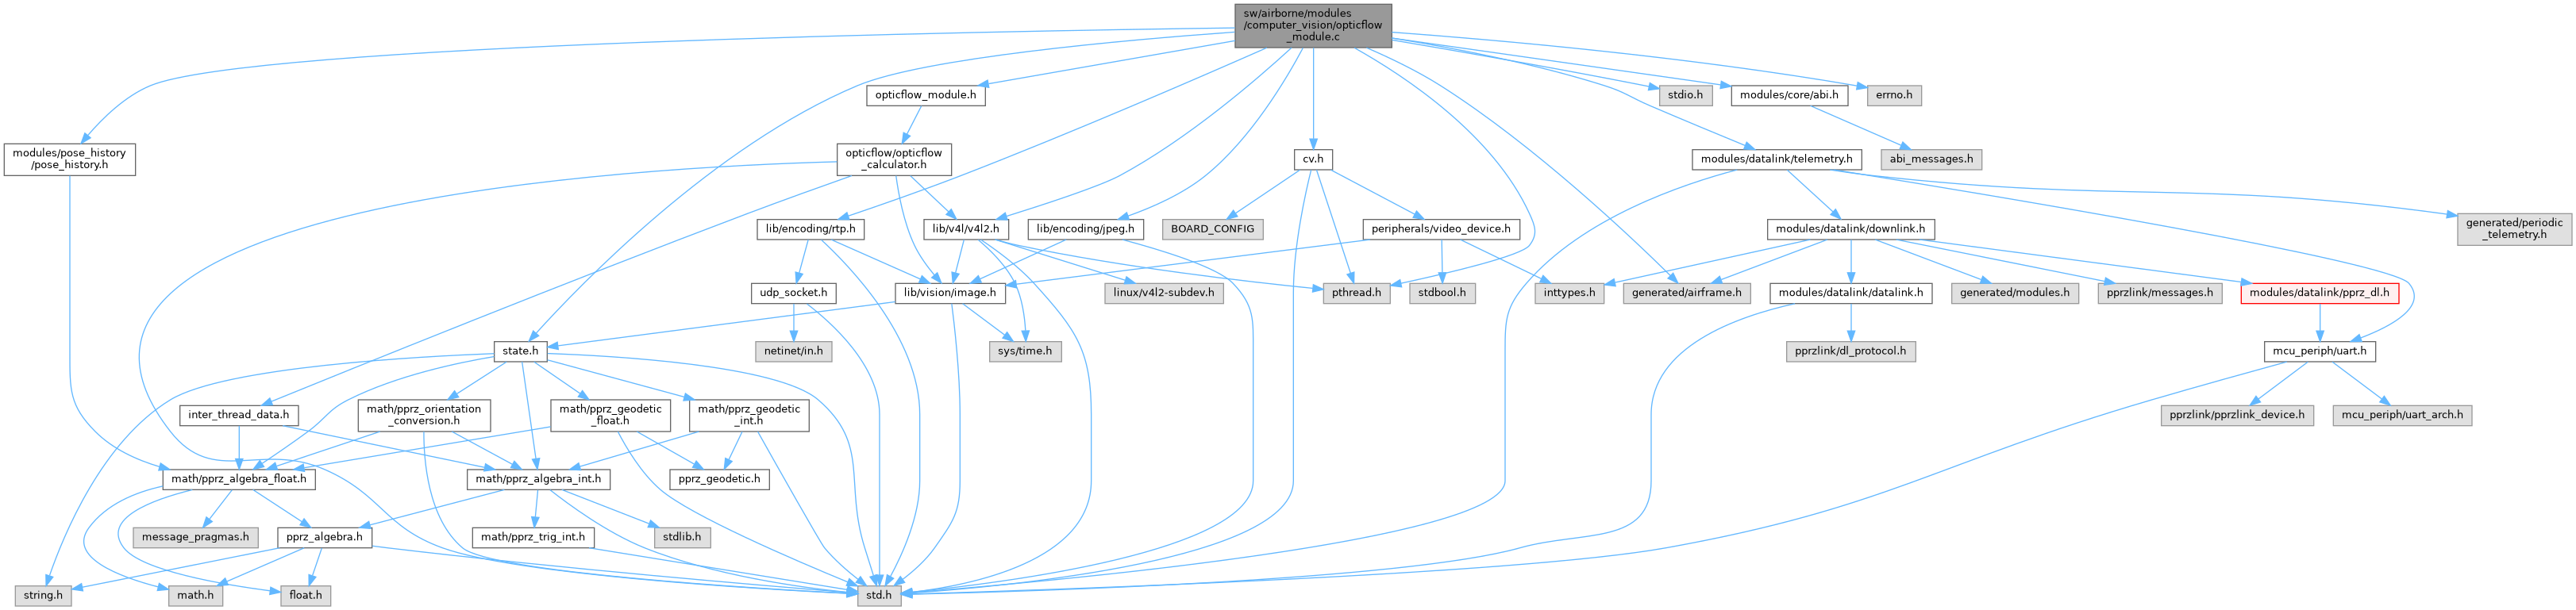 sw/airborne/modules
/computer_vision/opticflow
_module.c
opticflow_module.h
stdio.h
modules/core/abi.h
errno.h
modules/pose_history
/pose_history.h
opticflow/opticflow
_calculator.h
cv.h
modules/datalink/telemetry.h
abi_messages.h
lib/encoding/rtp.h
lib/v4l/v4l2.h
lib/encoding/jpeg.h
BOARD_CONFIG
peripherals/video_device.h
modules/datalink/downlink.h
generated/periodic
_telemetry.h
udp_socket.h
lib/vision/image.h
linux/v4l2-subdev.h
pthread.h
stdbool.h
inttypes.h
generated/airframe.h
modules/datalink/datalink.h
generated/modules.h
pprzlink/messages.h
modules/datalink/pprz_dl.h
state.h
netinet/in.h
sys/time.h
pprzlink/dl_protocol.h
mcu_periph/uart.h
inter_thread_data.h
math/pprz_orientation
_conversion.h
math/pprz_geodetic
_float.h
math/pprz_geodetic
_int.h
pprzlink/pprzlink_device.h
mcu_periph/uart_arch.h
math/pprz_algebra_float.h
math/pprz_algebra_int.h
pprz_geodetic.h
message_pragmas.h
pprz_algebra.h
math/pprz_trig_int.h
stdlib.h
string.h
math.h
float.h
std.h